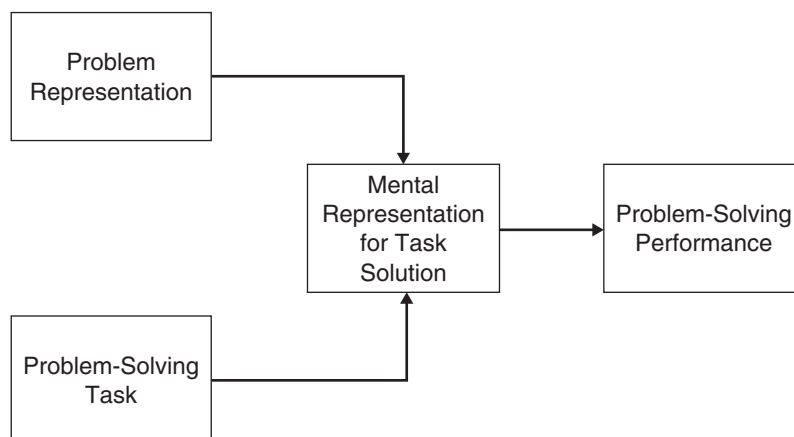 Problem
Representation
Mental
Representation
for Task
Solution
Problem-Solving
Performance
Problem-Solving
Task